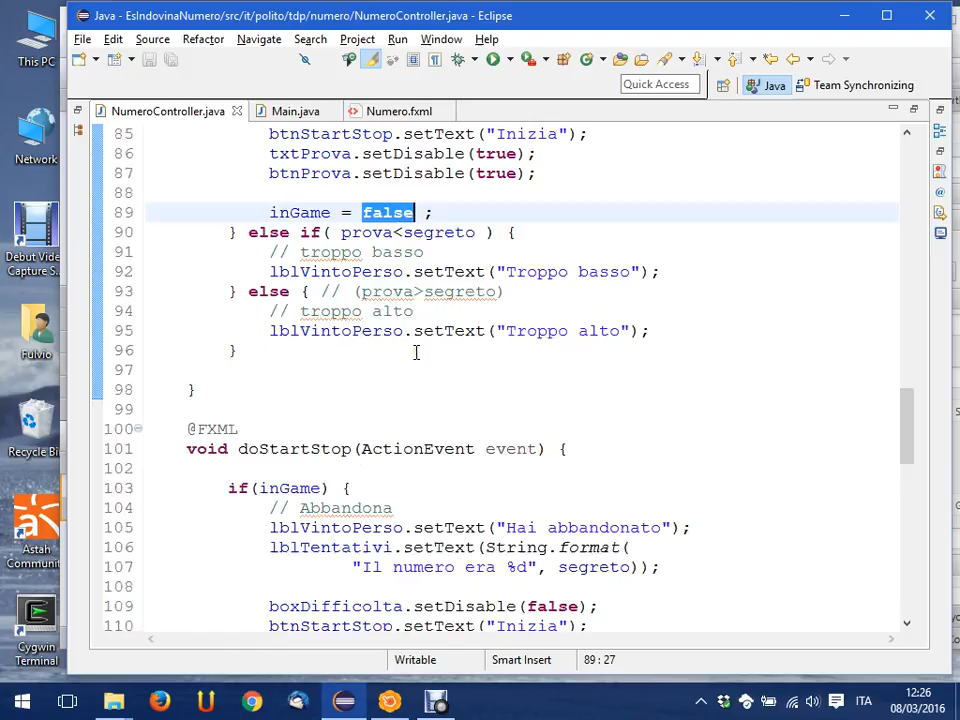 This PC
Network
Debut Vide
Capture S...
Fulvio
Recycle Bi
Astah
Communi
Cygwin
Terminal
Java - EsIndovinaNumero/src/it/polito/tdp/numero/NumeroController.java - Eclipse
File Edit Source Refactor Navigate Search Project Run Window Help
Quick Access
Java
Team Synchronizing
NumeroController.java
Main.java
Numero.fxml
85 btnStartStop.setText("Inizia");
86 txtProva.setDisable(true);
87 btnProva.setDisable(true);
88
89 inGame = false ;
90 } else if( prova<segreto ) {
91 // troppo basso
92 lblVintoPerso.setText("Troppo basso");
93 } else { // (prova>segreto)
94 // troppo alto
95 lblVintoPerso.setText("Troppo alto");
96 }
97
98 }
99
100 @FXML
101 void doStartStop(ActionEvent event) {
102
103 if(inGame) {
104 // Abbandona
105 lblVintoPerso.setText("Hai abbandonato");
106 lblTentativi.setText(String.format(
107 "Il numero era %d", segreto));
108
109 boxDifficolta.setDisable(false);
110 btnStartStop.setText("Inizia");
Writable
Smart Insert
89 : 27
ITA
12:26
08/03/2016